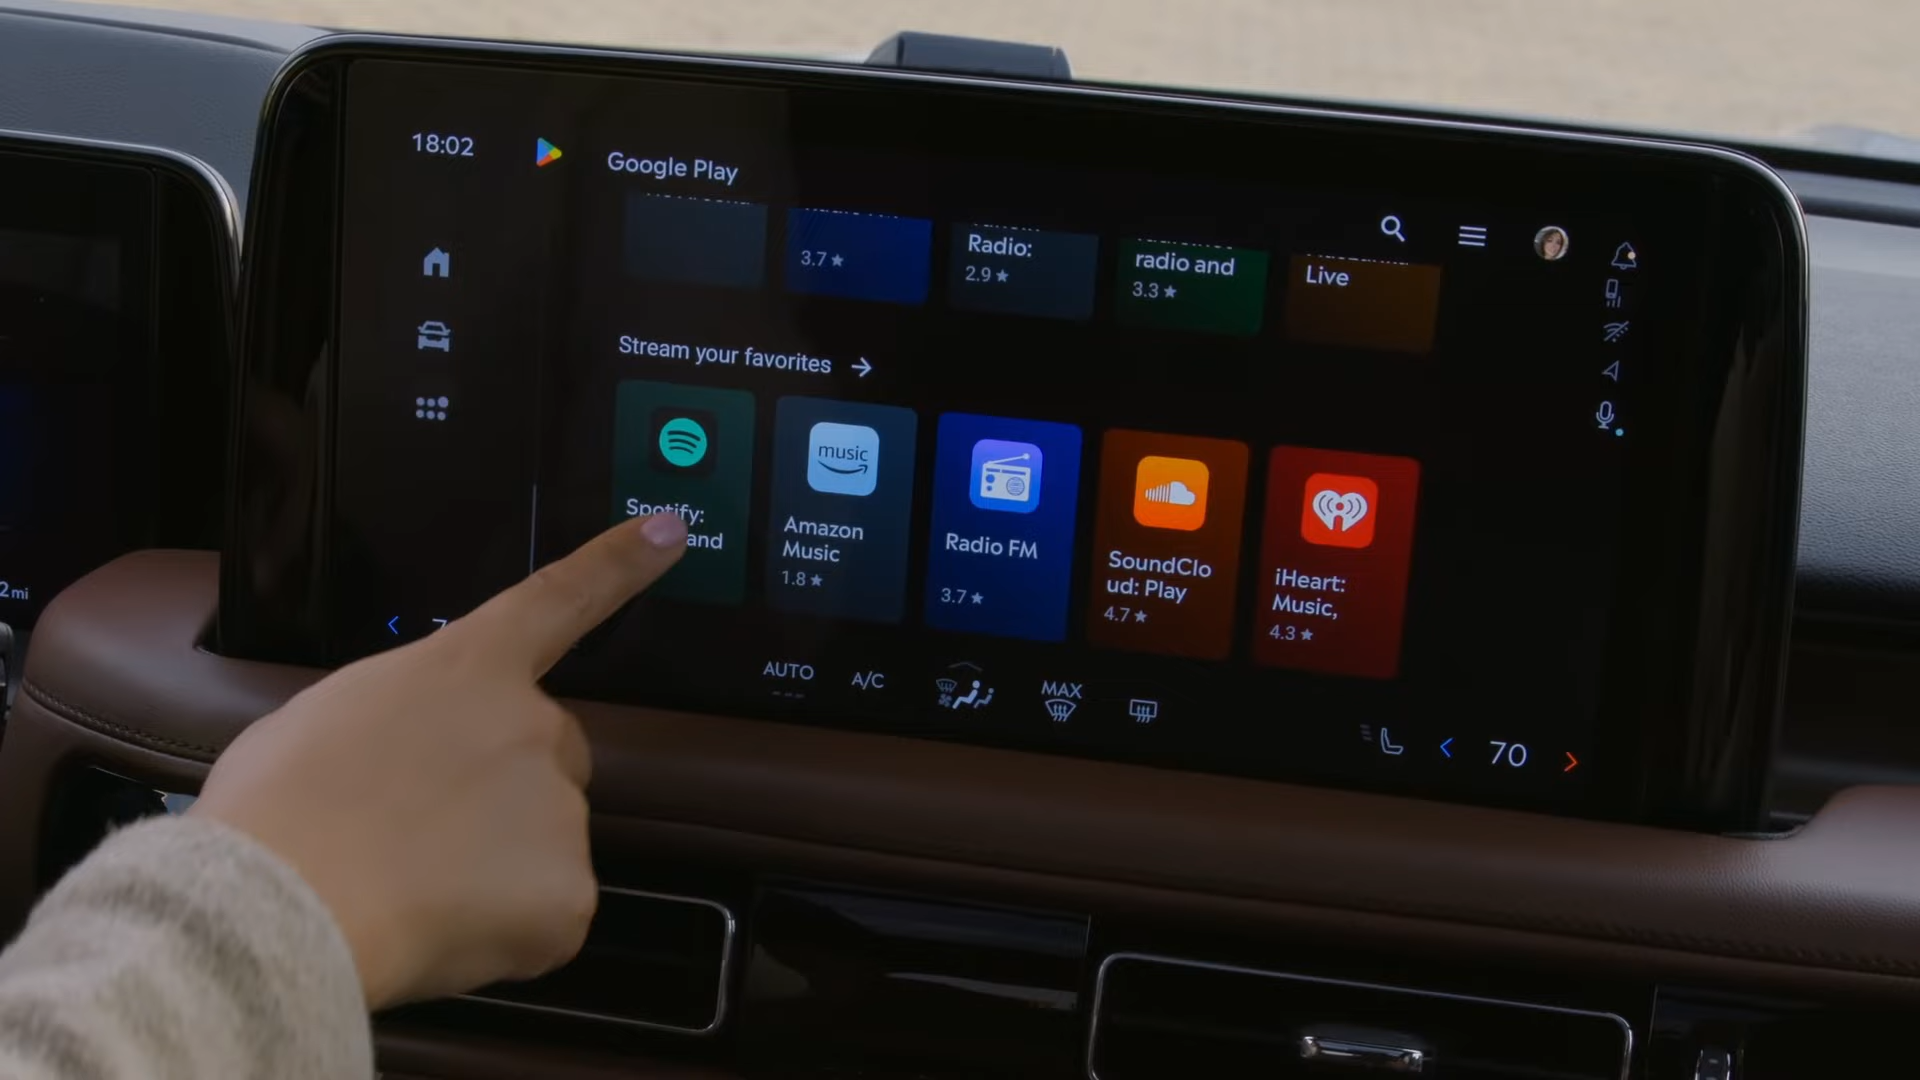 18:02
Google Play
3.7 ★
Radio:
2.9 ★
radio and
3.3 ★
Live
Stream your favorites →
Spotify:
and
music
Amazon
Music
1.8 ★
Radio FM
3.7 ★
SoundClo
ud: Play
4.7 ★
iHeart:
Music,
4.3 ★
2 mi
AUTO
A/C
MAX
70